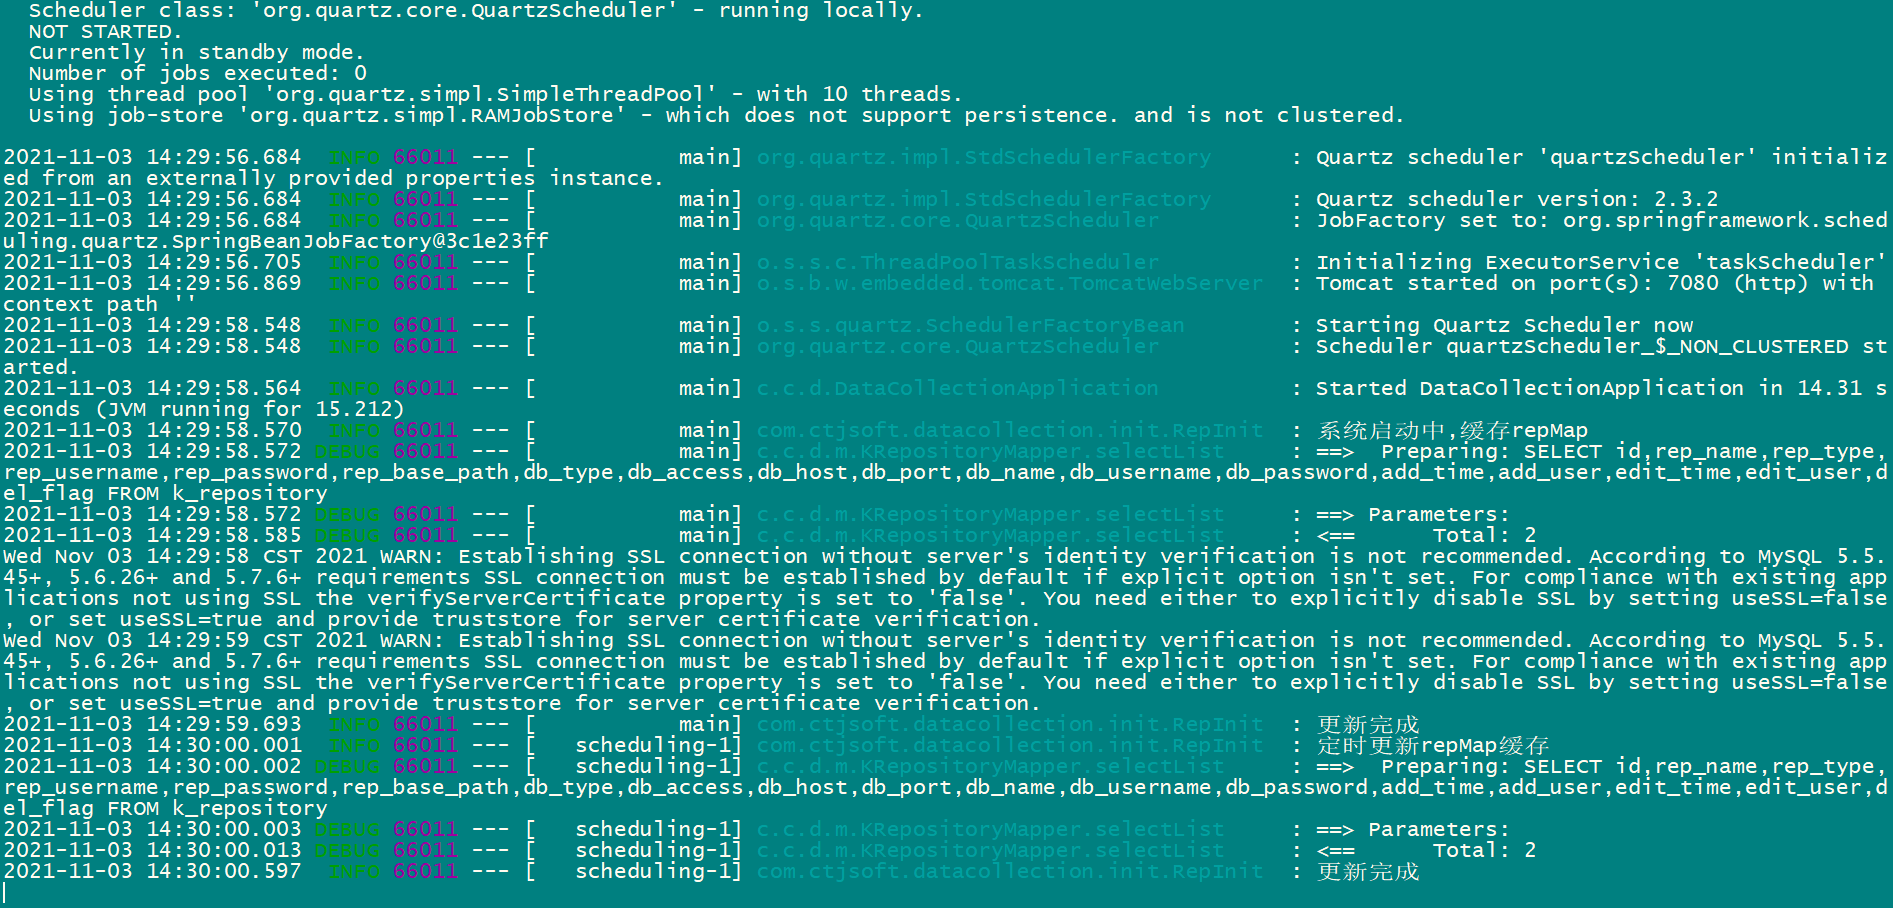 Scheduler class: 'org.quartz.core.QuartzScheduler' - running locally.
NOT STARTED.
Currently in standby mode.
Number of jobs executed: 0
Using thread pool 'org.quartz.simpl.SimpleThreadPool' - with 10 threads.
Using job-store 'org.quartz.simpl.RAMJobStore' - which does not support persistence. and is not clustered.
2021-11-03 14:29:56.684  INFO 66011 --- [           main] org.quartz.impl.StdSchedulerFactory      : Quartz scheduler 'quartzScheduler' initializ
ed from an externally provided properties instance.
2021-11-03 14:29:56.684  INFO 66011 --- [           main] org.quartz.impl.StdSchedulerFactory      : Quartz scheduler version: 2.3.2
2021-11-03 14:29:56.684  INFO 66011 --- [           main] org.quartz.core.QuartzScheduler          : JobFactory set to: org.springframework.sched
uling.quartz.SpringBeanJobFactory@3c1e23ff
2021-11-03 14:29:56.705  INFO 66011 --- [           main] o.s.s.c.ThreadPoolTaskScheduler          : Initializing ExecutorService 'taskScheduler'
2021-11-03 14:29:56.869  INFO 66011 --- [           main] o.s.b.w.embedded.tomcat.TomcatWebServer  : Tomcat started on port(s): 7080 (http) with
context path ''
2021-11-03 14:29:58.548  INFO 66011 --- [           main] o.s.s.quartz.SchedulerFactoryBean        : Starting Quartz Scheduler now
2021-11-03 14:29:58.548  INFO 66011 --- [           main] org.quartz.core.QuartzScheduler          : Scheduler quartzScheduler_$_NON_CLUSTERED st
arted.
2021-11-03 14:29:58.564  INFO 66011 --- [           main] c.c.d.DataCollectionApplication          : Started DataCollectionApplication in 14.31 s
econds (JVM running for 15.212)
2021-11-03 14:29:58.570  INFO 66011 --- [           main] com.ctjsoft.datacollection.init.RepInit  : 系统启动中,缓存repMap
2021-11-03 14:29:58.572 DEBUG 66011 --- [           main] c.c.d.m.KRepositoryMapper.selectList     : ==>  Preparing: SELECT id,rep_name,rep_type,
rep_username,rep_password,rep_base_path,db_type,db_access,db_host,db_port,db_name,db_username,db_password,add_time,add_user,edit_time,edit_user,d
el_flag FROM k_repository
2021-11-03 14:29:58.572 DEBUG 66011 --- [           main] c.c.d.m.KRepositoryMapper.selectList     : ==> Parameters:
2021-11-03 14:29:58.585 DEBUG 66011 --- [           main] c.c.d.m.KRepositoryMapper.selectList     : <==      Total: 2
Wed Nov 03 14:29:58 CST 2021 WARN: Establishing SSL connection without server's identity verification is not recommended. According to MySQL 5.5.
45+, 5.6.26+ and 5.7.6+ requirements SSL connection must be established by default if explicit option isn't set. For compliance with existing app
lications not using SSL the verifyServerCertificate property is set to 'false'. You need either to explicitly disable SSL by setting useSSL=false
, or set useSSL=true and provide truststore for server certificate verification.
Wed Nov 03 14:29:59 CST 2021 WARN: Establishing SSL connection without server's identity verification is not recommended. According to MySQL 5.5.
45+, 5.6.26+ and 5.7.6+ requirements SSL connection must be established by default if explicit option isn't set. For compliance with existing app
lications not using SSL the verifyServerCertificate property is set to 'false'. You need either to explicitly disable SSL by setting useSSL=false
, or set useSSL=true and provide truststore for server certificate verification.
2021-11-03 14:29:59.693  INFO 66011 --- [           main] com.ctjsoft.datacollection.init.RepInit  : 更新完成
2021-11-03 14:30:00.001  INFO 66011 --- [   scheduling-1] com.ctjsoft.datacollection.init.RepInit  : 定时更新repMap缓存
2021-11-03 14:30:00.002 DEBUG 66011 --- [   scheduling-1] c.c.d.m.KRepositoryMapper.selectList     : ==>  Preparing: SELECT id,rep_name,rep_type,
rep_username,rep_password,rep_base_path,db_type,db_access,db_host,db_port,db_name,db_username,db_password,add_time,add_user,edit_time,edit_user,d
el_flag FROM k_repository
2021-11-03 14:30:00.003 DEBUG 66011 --- [   scheduling-1] c.c.d.m.KRepositoryMapper.selectList     : ==> Parameters:
2021-11-03 14:30:00.013 DEBUG 66011 --- [   scheduling-1] c.c.d.m.KRepositoryMapper.selectList     : <==      Total: 2
2021-11-03 14:30:00.597  INFO 66011 --- [   scheduling-1] com.ctjsoft.datacollection.init.RepInit  : 更新完成